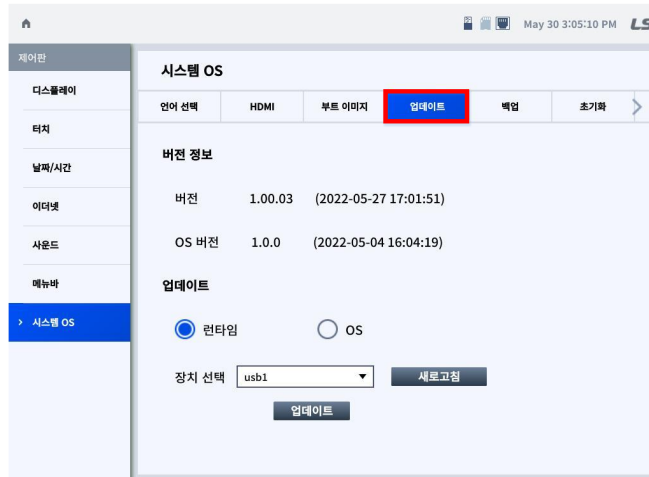 May 30 3:05:10 PM LS
제어판
디스플레이
터치
날짜/시간
이더넷
사운드
메뉴바
> 시스템 OS
시스템 OS
언어 선택 HDMI 부트 이미지 업데이트 백업 초기화 >
버전 정보
버전 1.00.03 (2022-05-27 17:01:51)
OS 버전 1.0.0 (2022-05-04 16:04:19)
업데이트
런타임 OS
장치 선택 usb1 새로고침
업데이트